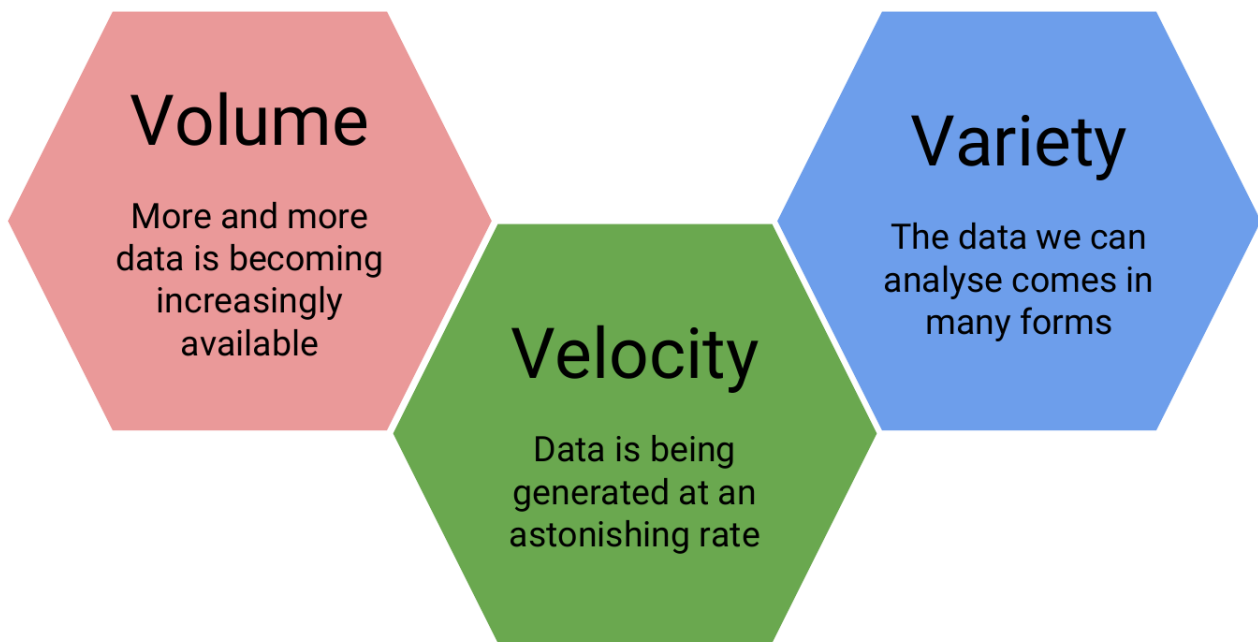 Volume
More and more
data is becoming
increasingly
available
Velocity
Data is being
generated at an
astonishing rate
Variety
The data we can
analyse comes in
many forms